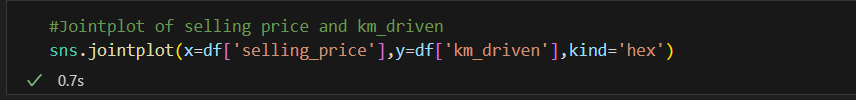 #Jointplot of selling price and km_driven
sns.jointplot(x=df['selling_price'],y=df['km_driven'],kind='hex')
✓ 0.7s